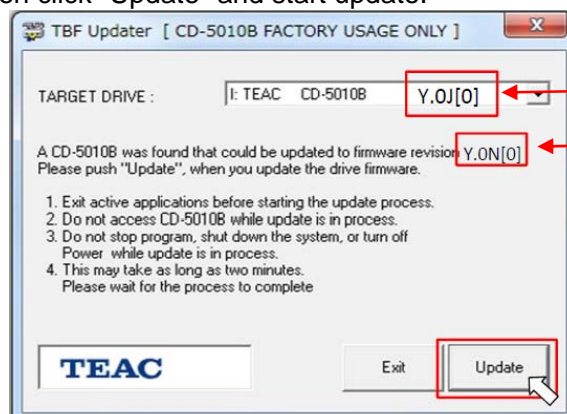 on click "Update" and start update.
TBF Updater [ CD-5010B FACTORY USAGE ONLY ]
TARGET DRIVE :
I: TEAC CD-5010B Y.0J[0]
A CD-5010B was found that could be updated to firmware revision Y.0N[0]
Please push "Update", when you update the drive firmware.
1. Exit active applications before starting the update process.
2. Do not access CD-5010B while update is in process.
3. Do not stop program, shut down the system, or turn off
Power while update is in process.
4. This may take as long as two minutes.
Please wait for the process to complete
TEAC
Exit
Update